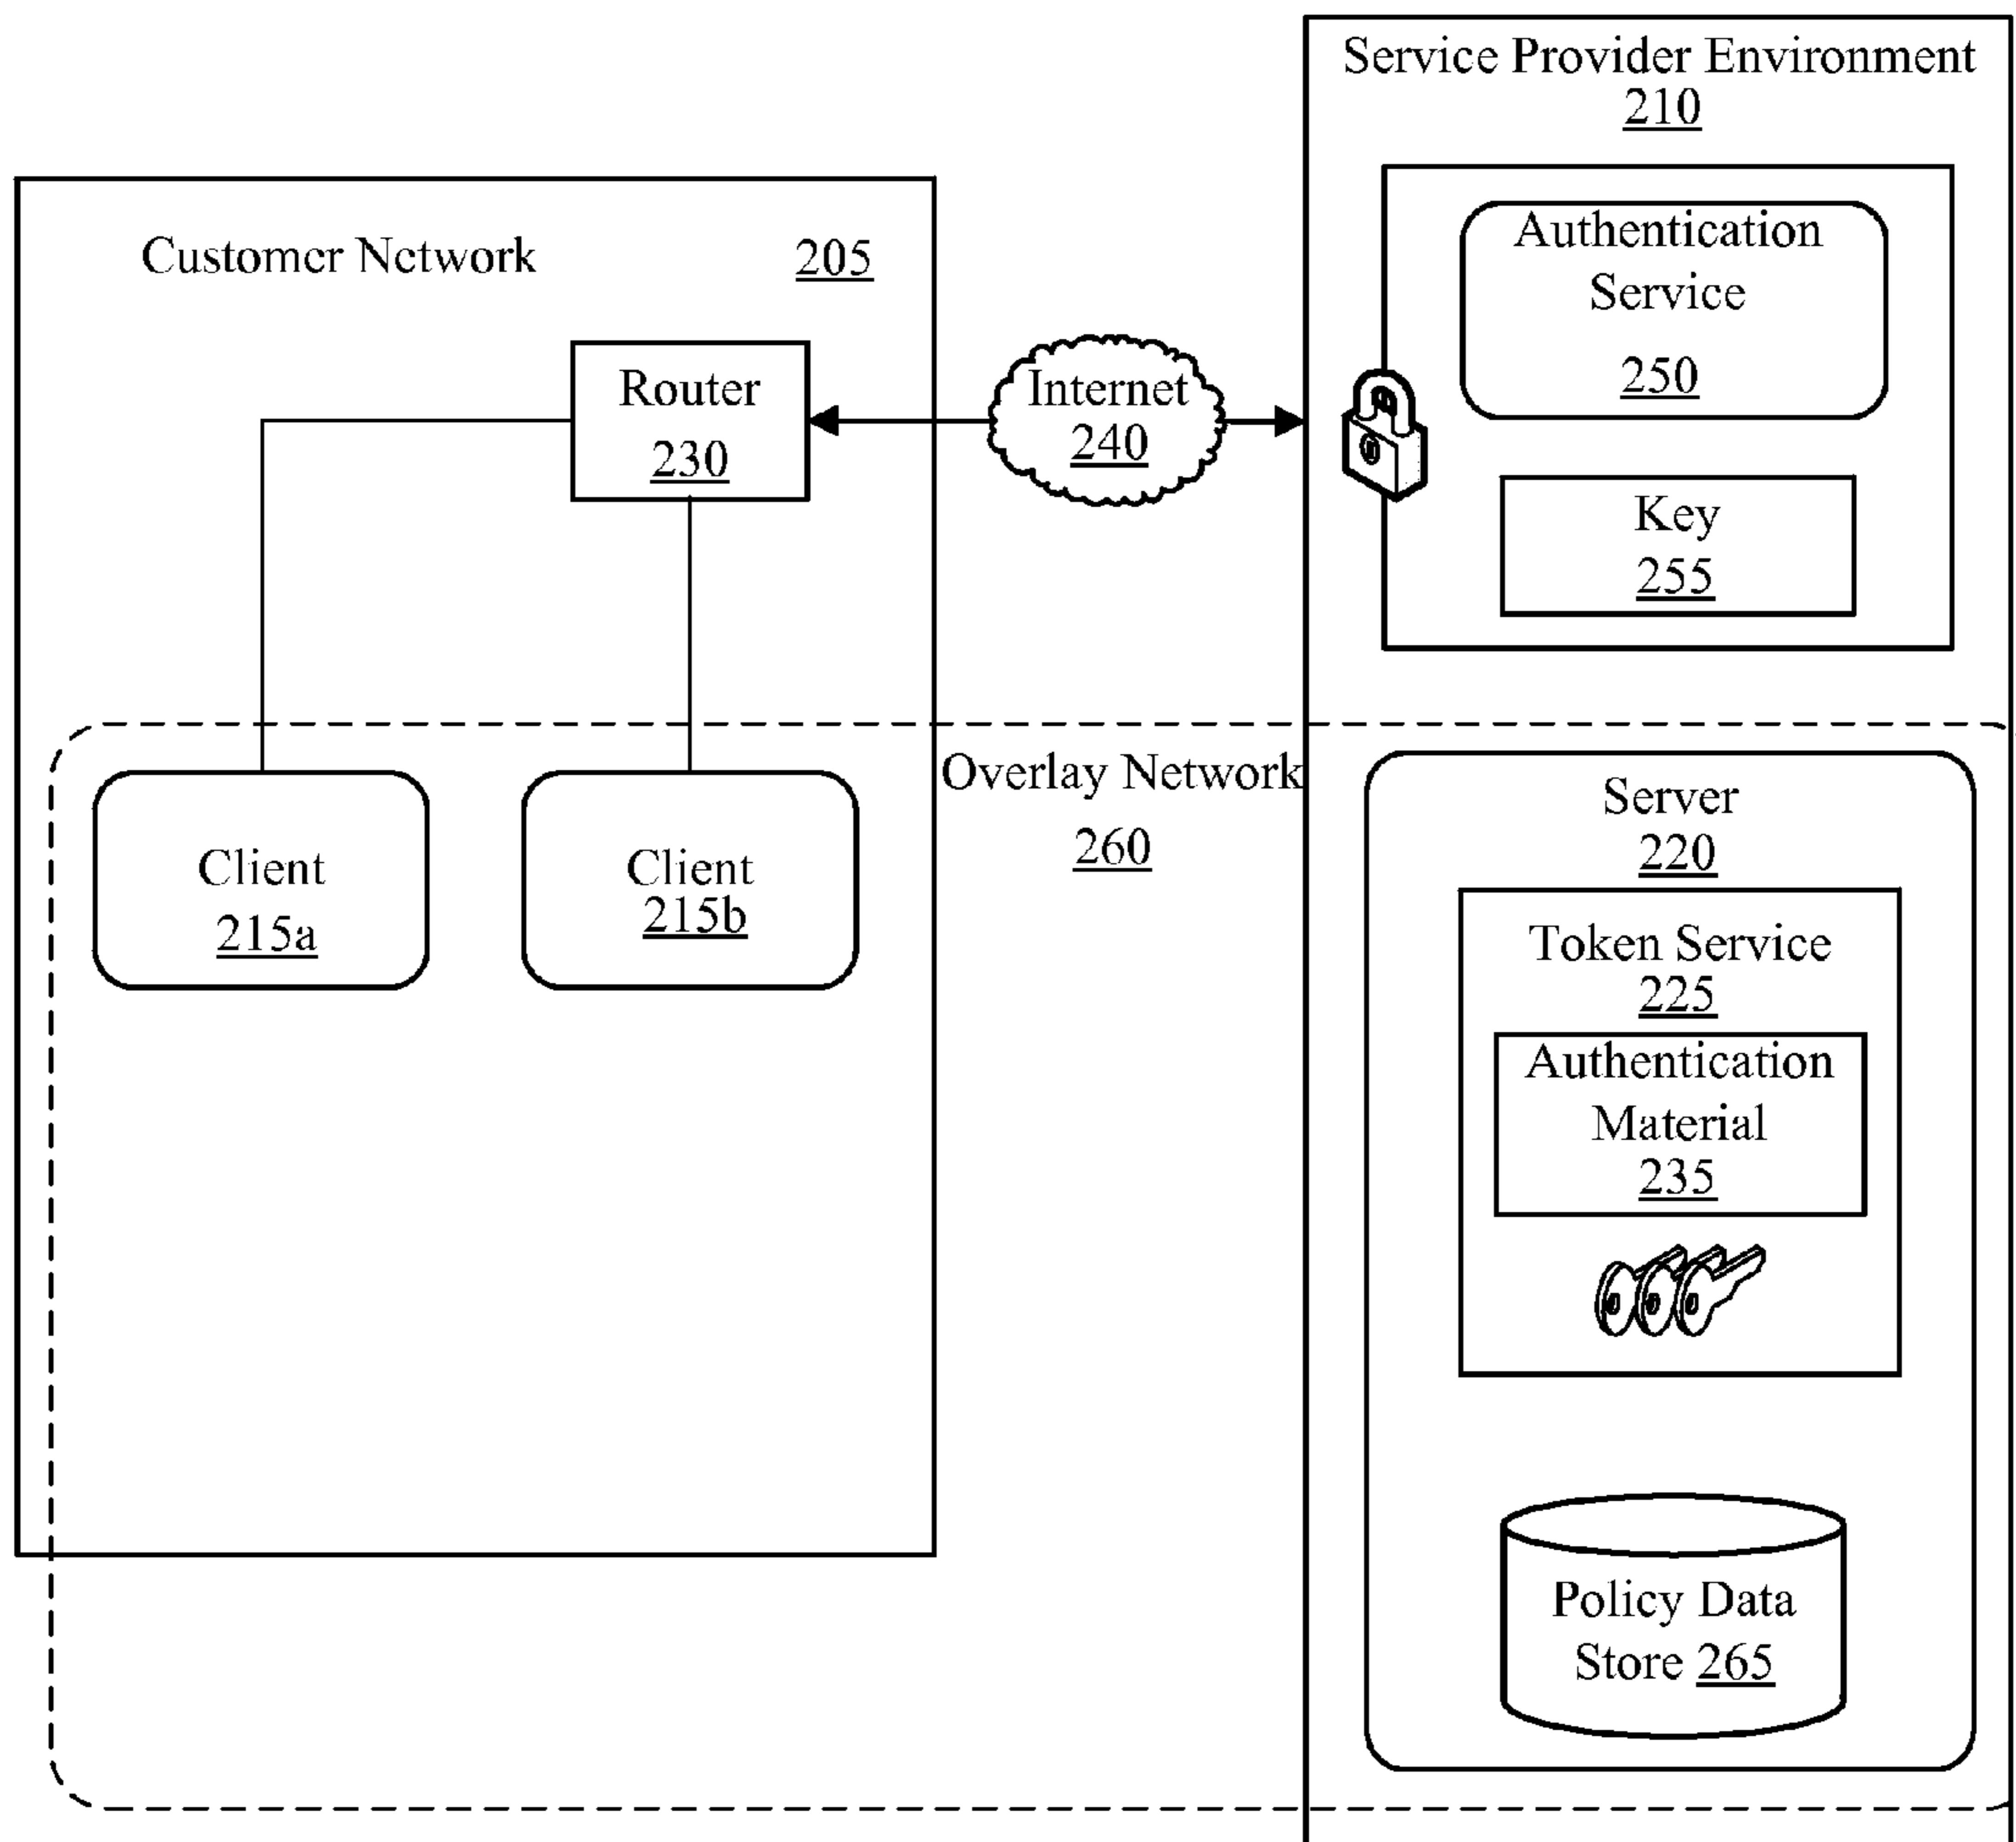 Service Provider Environment
210
Customer Network 205
Authentication
Service
250
Router
230
Internet
240
Key
255
Overlay Network
260
Client
215a
Client
215b
Server
220
Token Service
225
Authentication
Material
235
Policy Data
Store 265